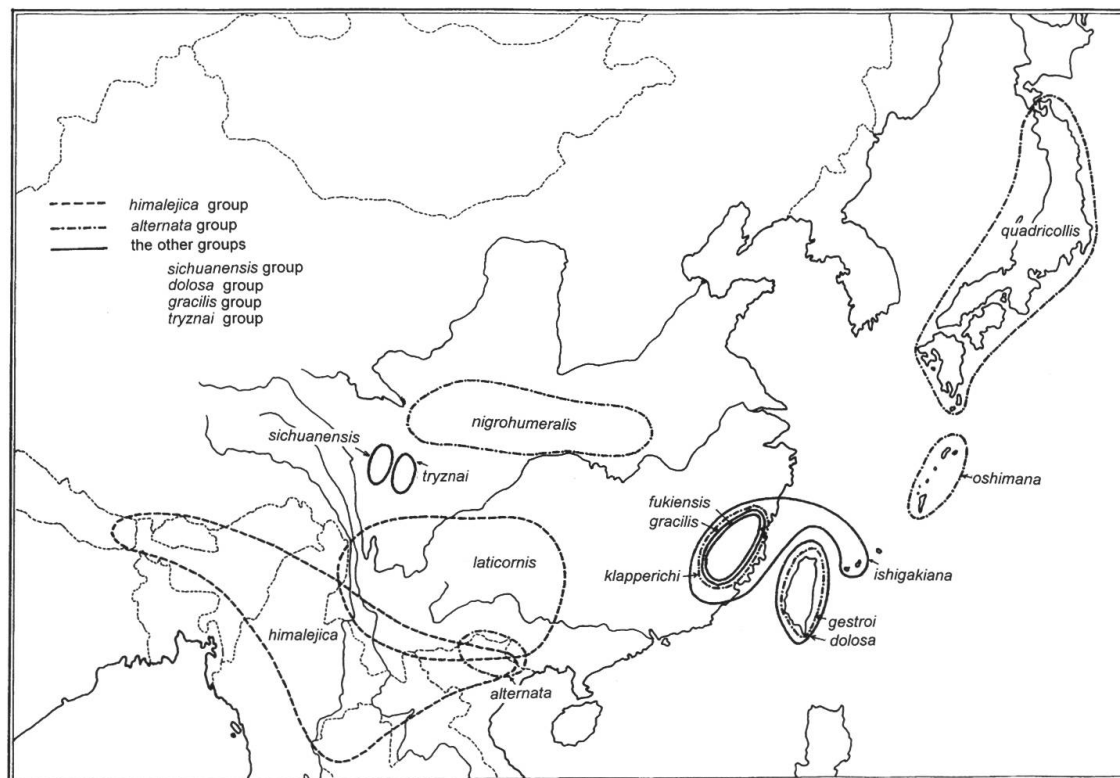 himalejica group
alternata group
the other groups
sichuanensis group
dolosa group
gracilis group
tryznai group
quadricollis
nigrohumeralis
sichuanensis
tryznai
oshimana
fukiensis
gracilis
laticornis
klapperichi
ishigakiana
himalejica
gestroi
dolosa
alternata